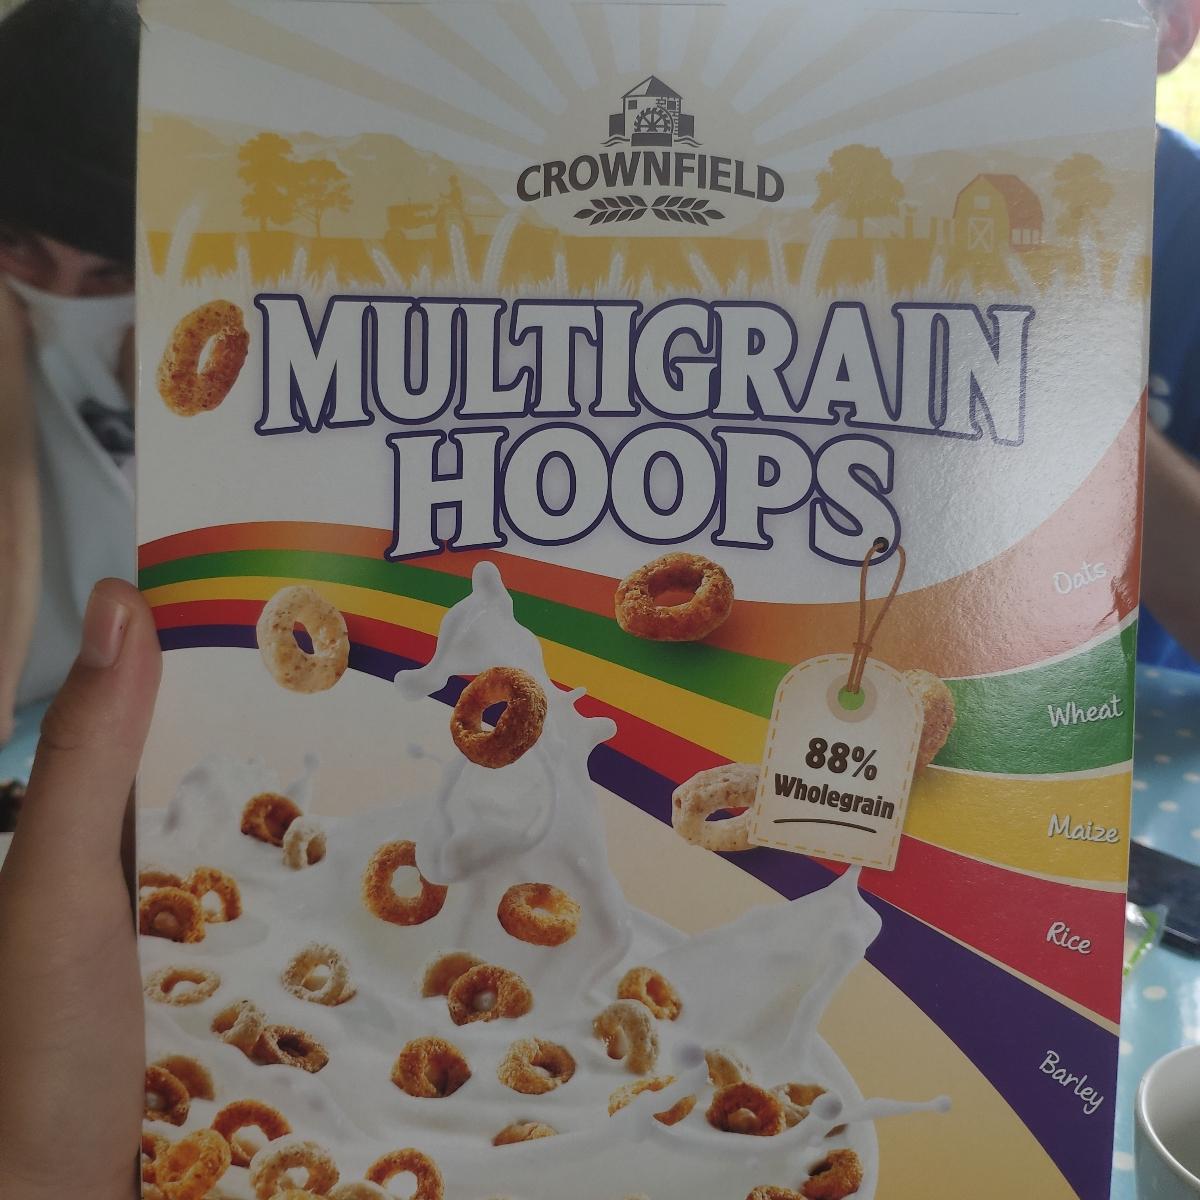 CROWNFIELD
MULTIGRAIN
HOOPS
Oats
Wheat
88%
Wholegrain
Maize
Rice
Barley